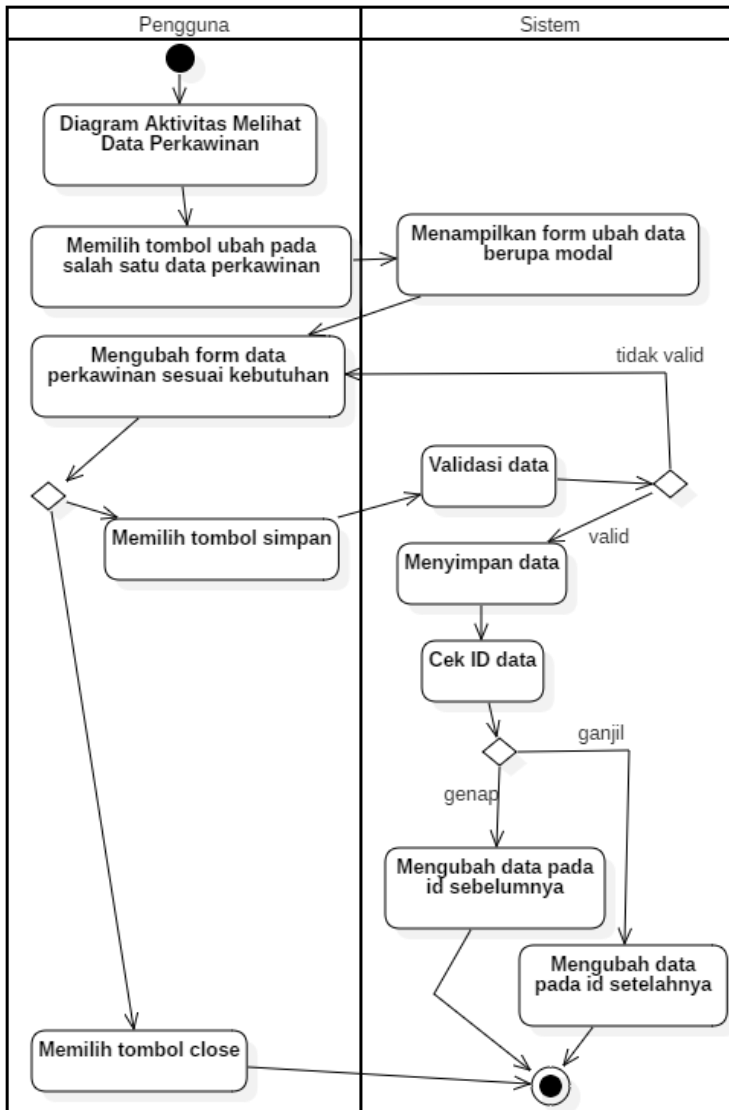 Pengguna
Sistem
Diagram Aktivitas Melihat
Data Perkawinan
Memilih tombol ubah pada
salah satu data perkawinan
Menampilkan form ubah data
berupa modal
Mengubah form data
perkawinan sesuai kebutuhan
tidak valid
Validasi data
Memilih tombol simpan
valid
Menyimpan data
Cek ID data
ganjil
genap
Mengubah data pada
id sebelumnya
Mengubah data
pada id setelahnya
Memilih tombol close